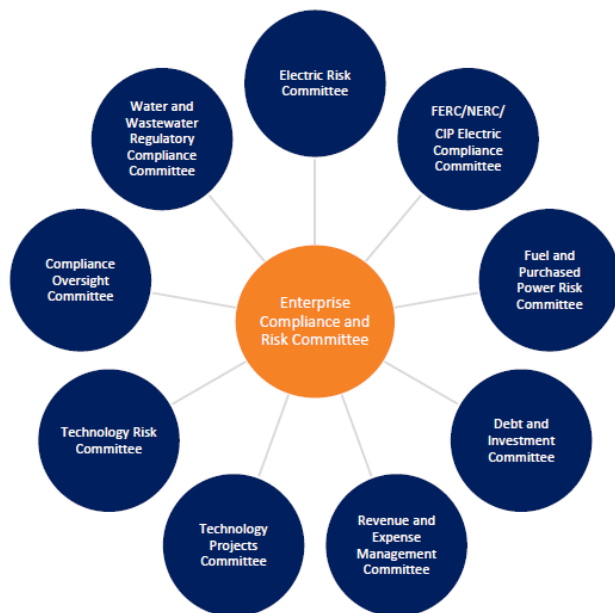 Electric Risk
Committee
FERC/NERC/
CIP Electric
Compliance
Committee
Fuel and
Purchased
Power Risk
Committee
Debt and
Investment
Committee
Revenue and
Expense
Management
Committee
Technology
Projects
Committee
Technology Risk
Committee
Compliance
Oversight
Committee
Water and
Wastewater
Regulatory
Compliance
Committee
Enterprise
Compliance and
Risk Committee